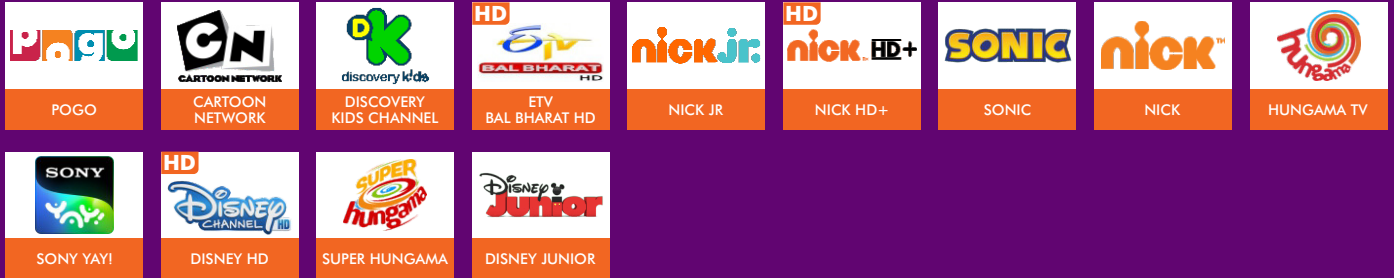 pogo
POGO
CN
CARTOON NETWORK
CARTOON
NETWORK
D K
discovery kids
DISCOVERY
KIDS CHANNEL
HD
ETV
BAL BHARAT
HD
ETV
BAL BHARAT HD
nick jr.
NICK JR
HD
nick HD+
NICK HD+
SONIC
SONIC
nick™
NICK
hungama
HUNGAMA TV
SONY
YAY!
SONY YAY!
HD
Disney
CHANNEL HD
DISNEY HD
SUPER
hungama
SUPER HUNGAMA
Disney
Junior
DISNEY JUNIOR